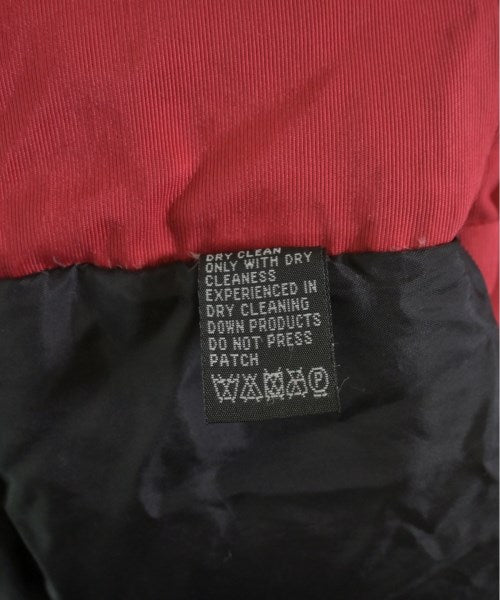 DRY CLEAN
ONLY WITH DRY
CLEANESS
EXPERIENCED IN
DRY CLEANING
DOWN PRODUCTS
DO NOT PRESS
PATCH
P